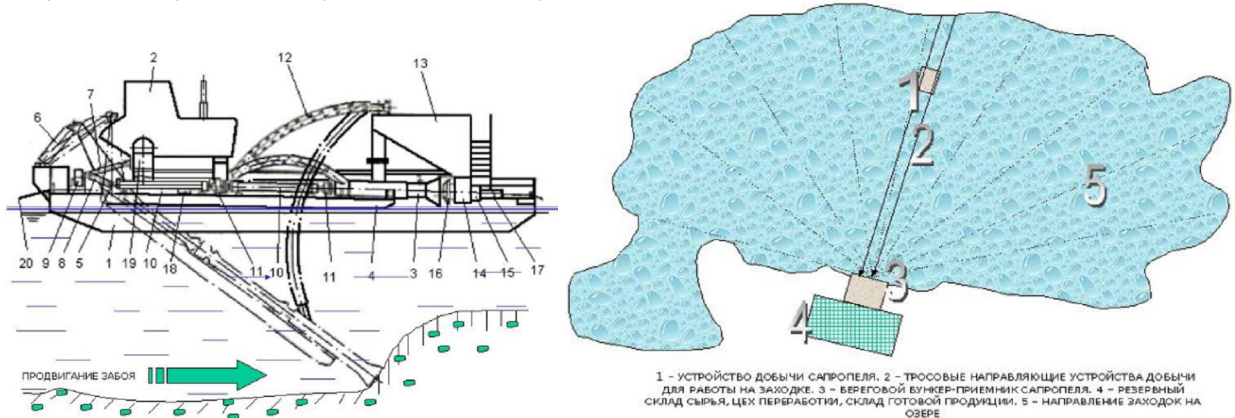 2
12
13
7
6
20 9 8 5 1 19 10 18 11 10 11 4 3 16 14 15 17
ПРОДВИГАНИЕ ЗАБОЯ
1
2
5
3
4
1 – УСТРОЙСТВО ДОБЫЧИ САПРОПЕЛЯ. 2 – ТРОСОВЫЕ НАПРАВЛЯЮЩИЕ УСТРОЙСТВА ДОБЫЧИ
ДЛЯ РАБОТЫ НА ЗАХОДКЕ. 3 – БЕРЕГОВОЙ БУНКЕР-ПРИЕМНИК САПРОПЕЛЯ. 4 – РЕЗЕРВНЫЙ
СКЛАД СЫРЬЯ, ЦЕХ ПЕРЕРАБОТКИ, СКЛАД ГОТОВОЙ ПРОДУКЦИИ. 5 – НАПРАВЛЕНИЕ ЗАХОДОК НА
ОЗЕРЕ